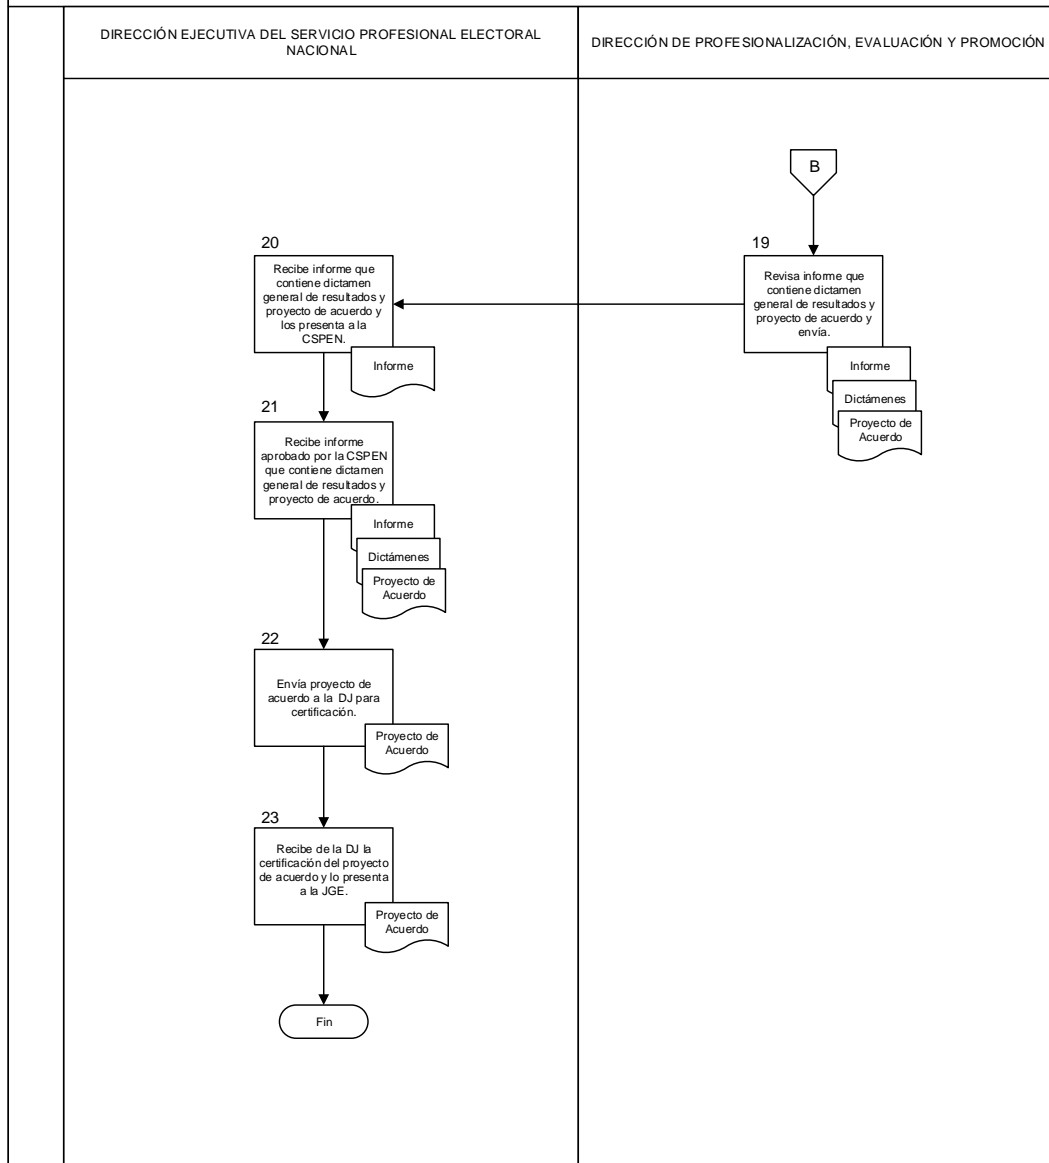 DIRECCIÓN EJECUTIVA DEL SERVICIO PROFESIONAL ELECTORAL
NACIONAL
DIRECCIÓN DE PROFESIONALIZACIÓN, EVALUACIÓN Y PROMOCIÓN
B
19
Revisa informe que
contiene dictamen
general de resultados y
proyecto de acuerdo y
envía.
Informe
Dictámenes
Proyecto de
Acuerdo
20
Recibe informe que
contiene dictamen
general de resultados y
proyecto de acuerdo y
los presenta a la
CSPEN.
Informe
21
Recibe informe
aprobado por la CSPEN
que contiene dictamen
general de resultados y
proyecto de acuerdo.
Informe
Dictámenes
Proyecto de
Acuerdo
22
Envía proyecto de
acuerdo a la DJ para
certificación.
Proyecto de
Acuerdo
23
Recibe de la DJ la
certificación del proyecto
de acuerdo y lo presenta
a la JGE.
Proyecto de
Acuerdo
Fin